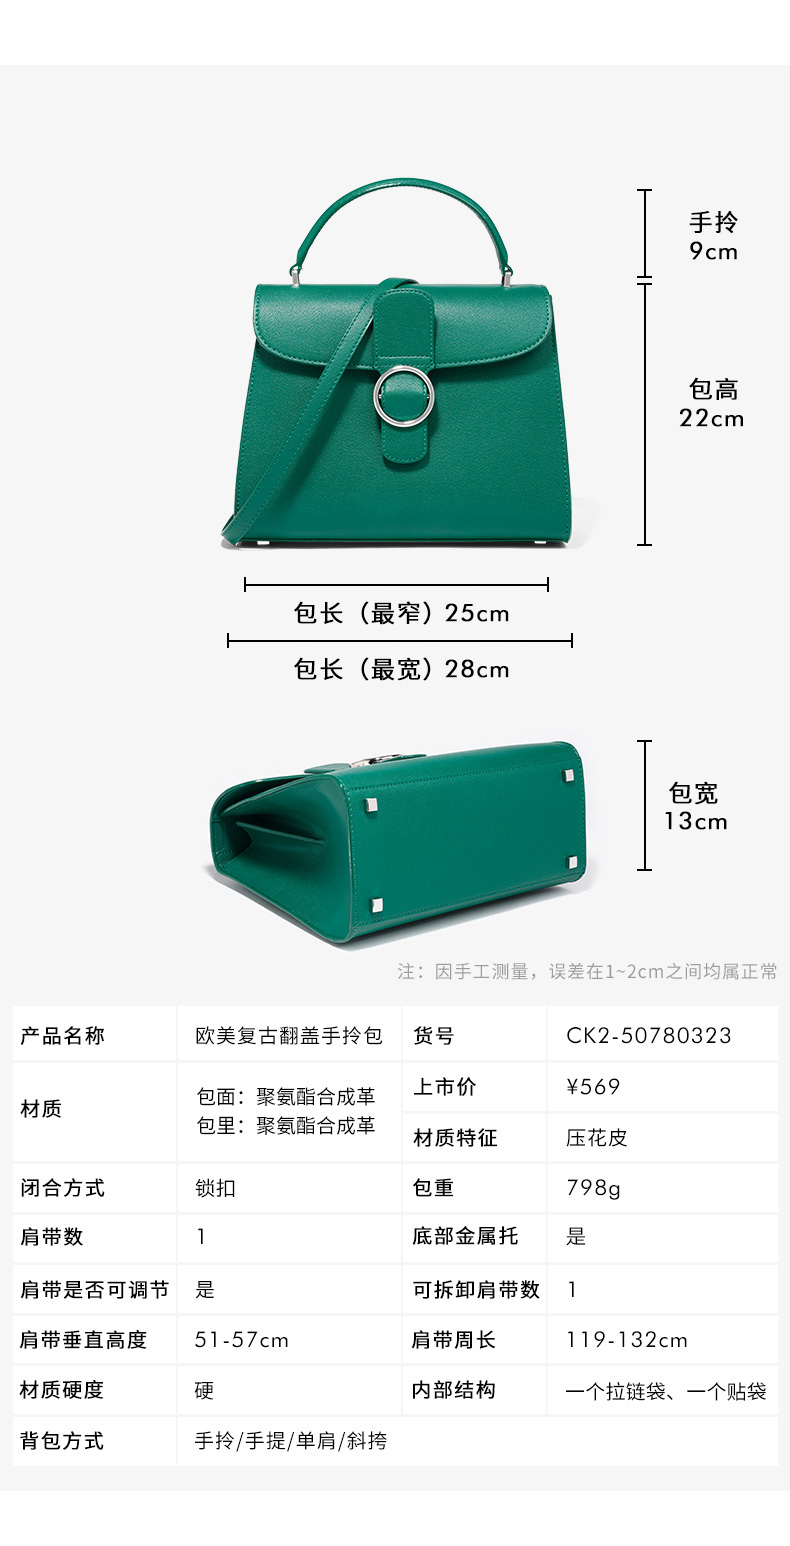 手拎
9cm
包高
22cm
包长（最窄）25cm
包长（最宽）28cm
包宽
13cm
注：因手工测量，误差在1~2cm之间均属正常
产品名称 欧美复古翻盖手拎包 货号 CK2-50780323
材质 包面：聚氨酯合成革
包里：聚氨酯合成革
上市价 ¥569
材质特征 压花皮
闭合方式 锁扣 包重 798g
肩带数 1 底部金属托 是
肩带是否可调节 是 可拆卸肩带数 1
肩带垂直高度 51-57cm 肩带周长 119-132cm
材质硬度 硬 内部结构 一个拉链袋、一个贴袋
背包方式 手拎/手提/单肩/斜挎